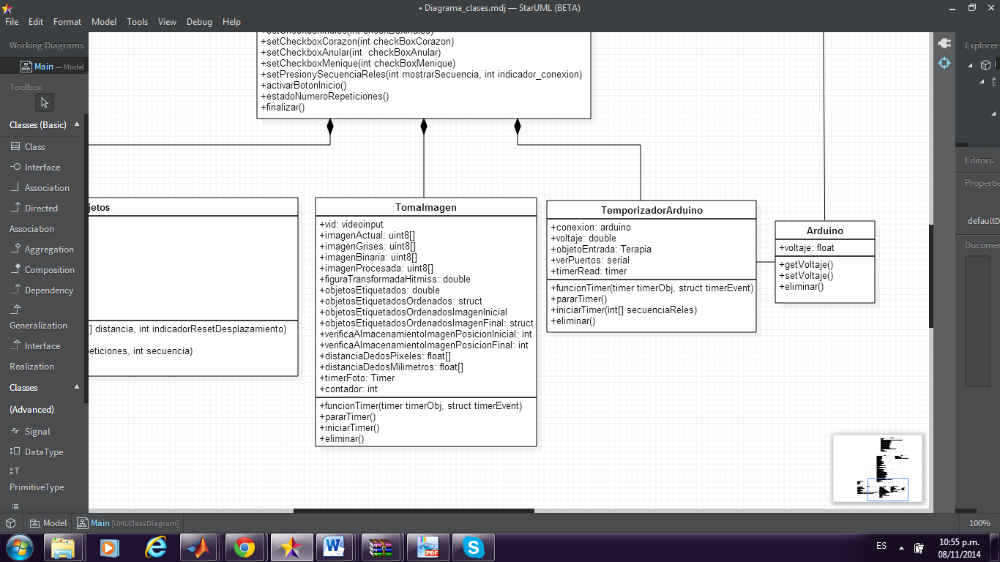 • Diagrama_clases.mdj — StarUML (BETA)
File Edit Format Model Tools View Debug Help
Working Diagrams
Main — Model
Toolbox
Classes (Basic)
Class
Interface
Association
Directed
Association
Aggregation
Composition
Dependency
Generalization
Interface
Realization
Classes
(Advanced)
Signal
DataType
PrimitiveType
+setCheckboxCorazon(int checkBoxCorazon)
+setCheckboxAnular(int checkBoxAnular)
+setCheckboxMenique(int checkBoxMenique)
+setPresionySecuenciaReles(int mostrarSecuencia, int indicador_conexion)
+activarBotonInicio()
+estadoNumeroRepeticiones()
+finalizar()
jetos
] distancia, int indicadorResetDesplazamiento)
eticiones, int secuencia)
TomaImagen
+vid: videoinput
+imagenActual: uint8[]
+imagenGrises: uint8[]
+imagenBinaria: uint8[]
+imagenProcesada: uint8[]
+figuraTransformadaHitmiss: double
+objetosEtiquetados: double
+objetosEtiquetadosOrdenados: struct
+objetosEtiquetadosOrdenadosImagenInicial
+objetosEtiquetadosOrdenadosImagenFinal: struct
+verificaAlmacenamientoImagenPosicionInicial: int
+verificaAlmacenamientoImagenPosicionFinal: int
+distanciaDedosPixeles: float[]
+distanciaDedosMilimetros: float[]
+timerFoto: Timer
+contador: int
+funcionTimer(timer timerObj, struct timerEvent)
+pararTimer()
+iniciarTimer()
+eliminar()
TemporizadorArduino
+conexion: arduino
+voltaje: double
+objetoEntrada: Terapia
+verPuertos: serial
+timerRead: timer
+funcionTimer(timer timerObj, struct timerEvent)
+pararTimer()
+iniciarTimer(int[] secuenciaReles)
+eliminar()
Arduino
+voltaje: float
+getVoltaje()
+setVoltaje()
+eliminar()
Explorer
Editors
Propertie
defaultD
Documen
Model Main [UMLClassDiagram] 100%
ES
10:55 p.m.
08/11/2014